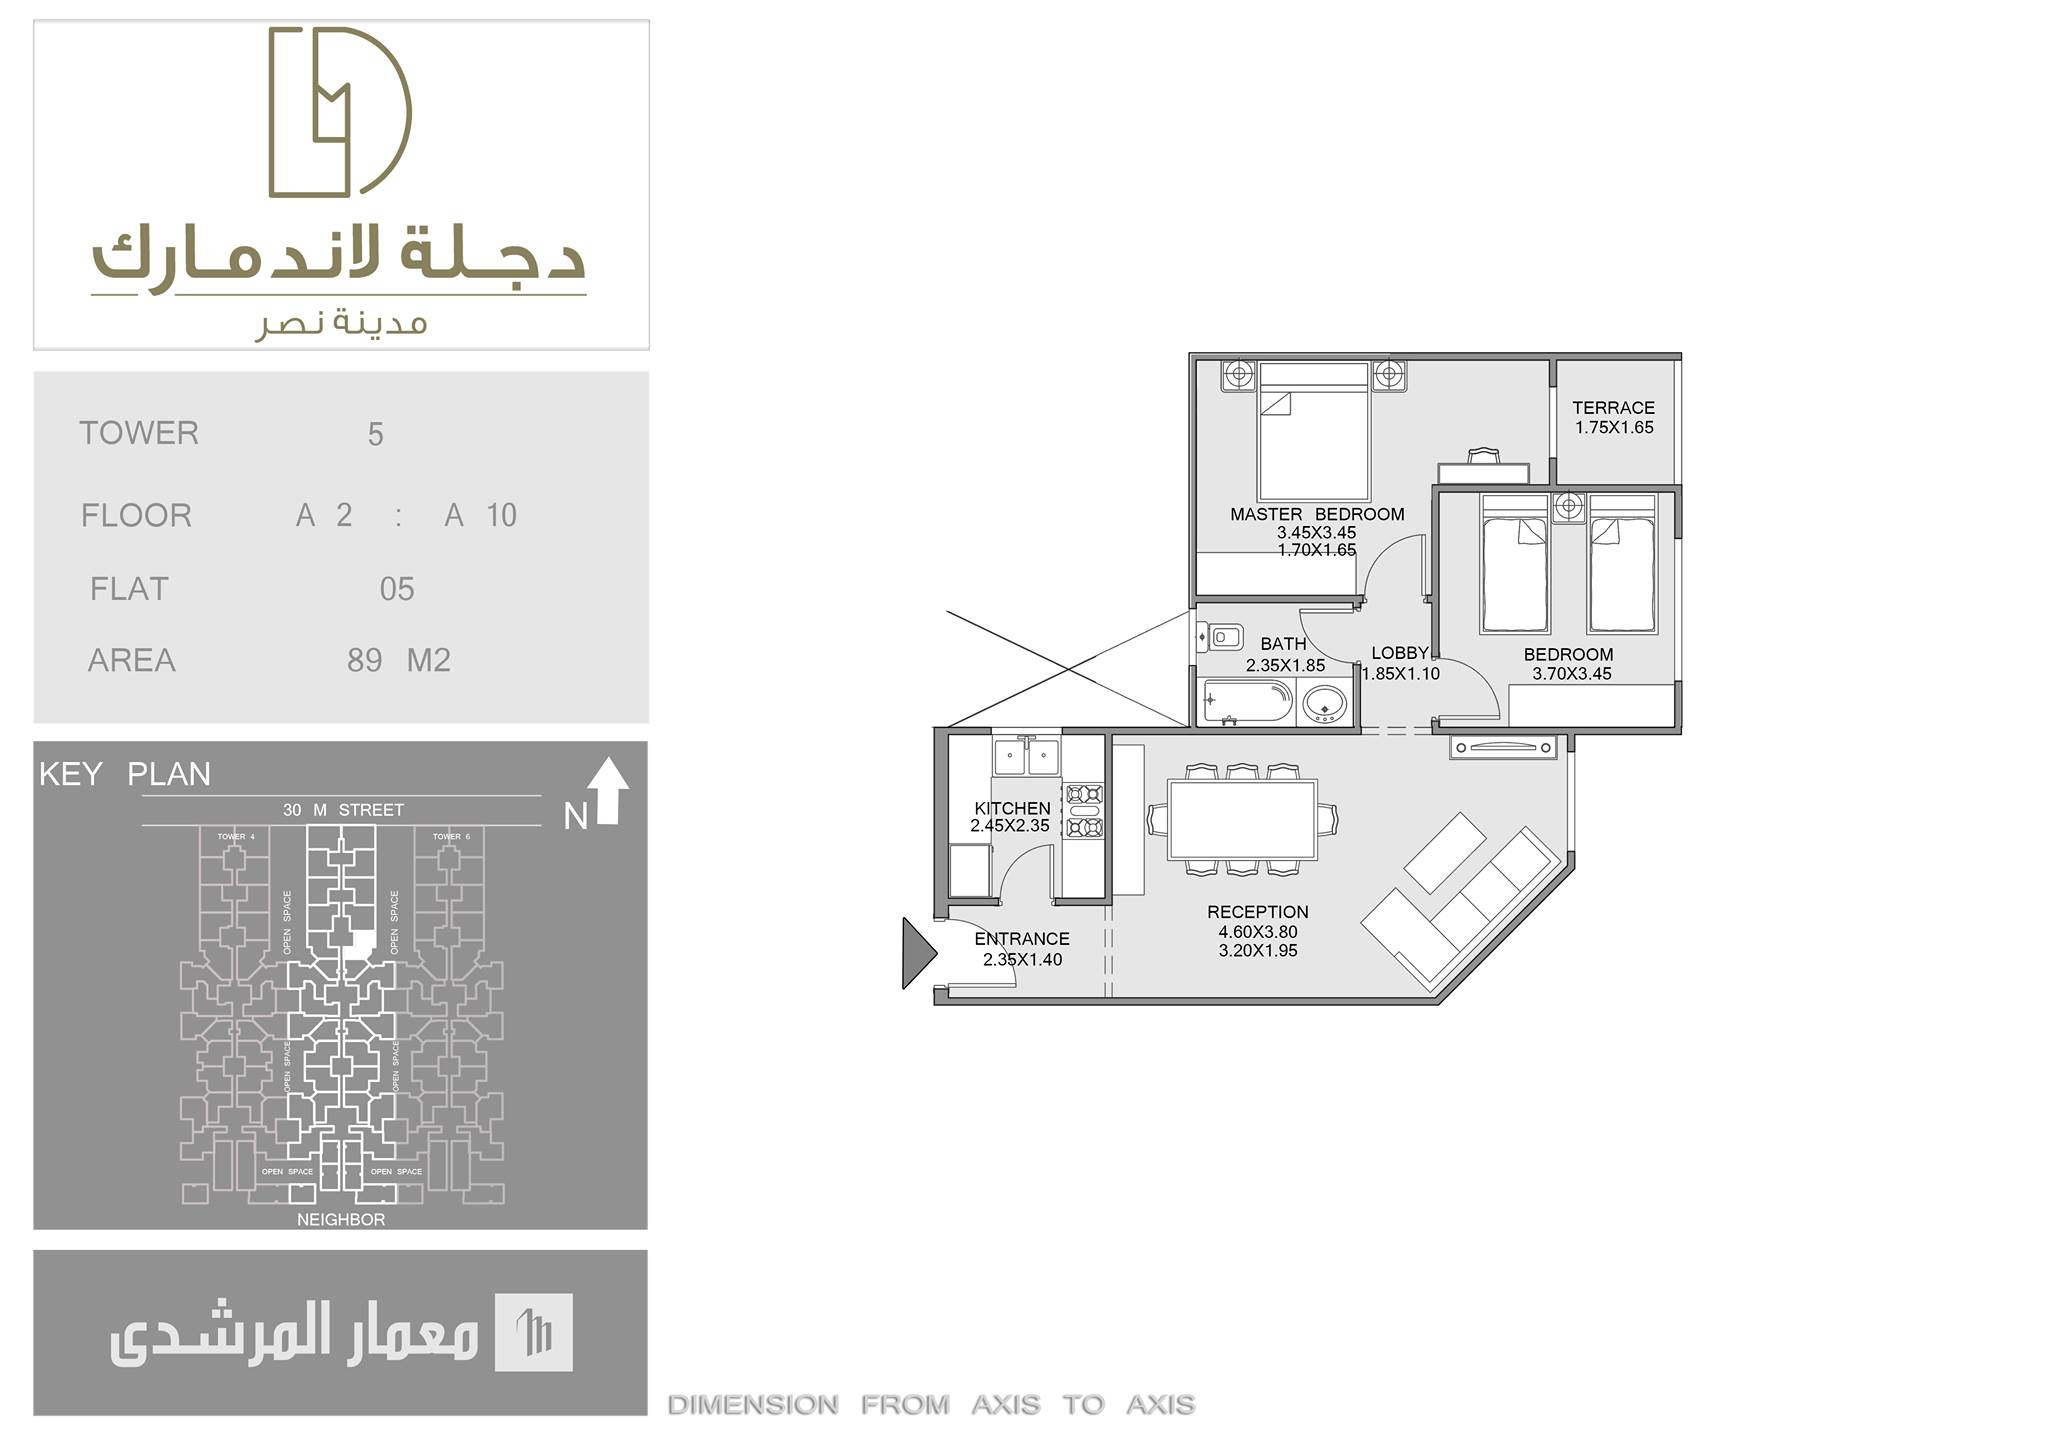 دجلة لاندمارك
مدينة نصر
TOWER 5
FLOOR A 2 : A 10
FLAT 05
AREA 89 M2
KEY PLAN
N
30 M STREET
TOWER 4
TOWER 6
OPEN SPACE
OPEN SPACE
OPEN SPACE
OPEN SPACE
OPEN SPACE
OPEN SPACE
NEIGHBOR
معمار المرشدى
TERRACE
1.75X1.65
MASTER BEDROOM
3.45X3.45
1.70X1.65
BATH
2.35X1.85
LOBBY
1.85X1.10
BEDROOM
3.70X3.45
KITCHEN
2.45X2.35
RECEPTION
4.60X3.80
3.20X1.95
ENTRANCE
2.35X1.40
DIMENSION FROM AXIS TO AXIS